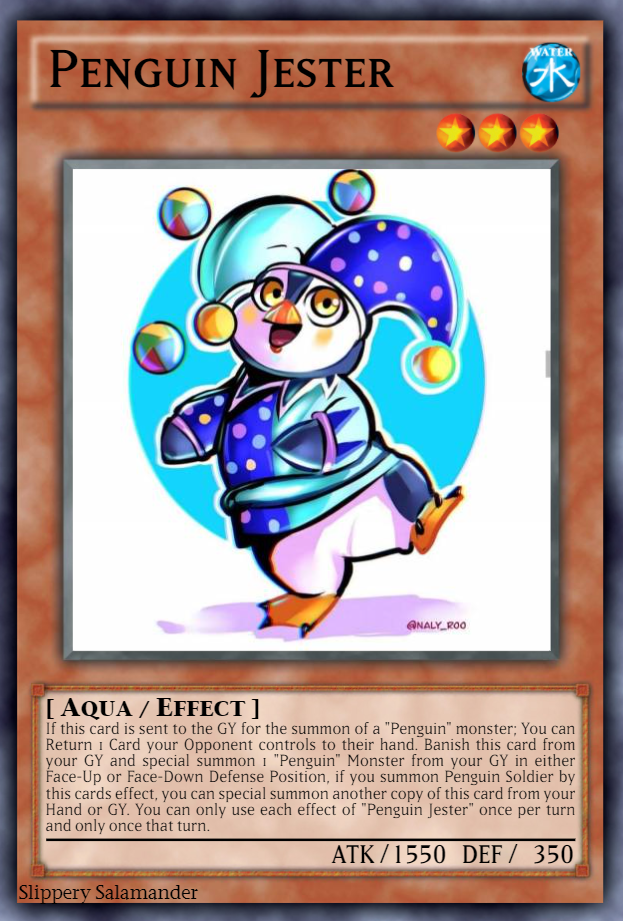 Penguin Jester
WATER
水
@NALY_ROO
[ Aqua / Effect ]
If this card is sent to the GY for the summon of a "Penguin" monster; You can
Return 1 Card your Opponent controls to their hand. Banish this card from
your GY and special summon 1 "Penguin" Monster from your GY in either
Face-Up or Face-Down Defense Position, if you summon Penguin Soldier by
this cards effect, you can special summon another copy of this card from your
Hand or GY. You can only use each effect of "Penguin Jester" once per turn
and only once that turn.
ATK / 1550 DEF / 350
Slippery Salamander